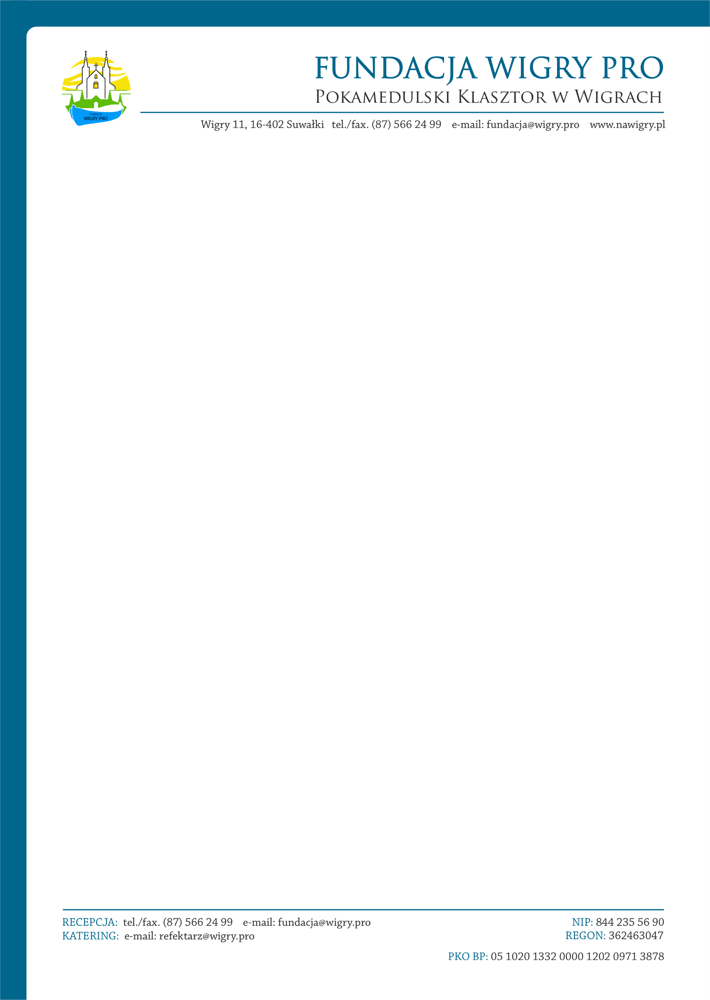 FUNDACJA WIGRY PRO
POKAMEDULSKI KLASZTOR W WIGRACH
FUNDACJA
WIGRY PRO
Wigry 11, 16-402 Suwałki tel./fax. (87) 566 24 99 e-mail: fundacja@wigry.pro www.nawigry.pl
RECEPCJA: tel./fax. (87) 566 24 99 e-mail: fundacja@wigry.pro
KATERING: e-mail: refektarz@wigry.pro
NIP: 844 235 56 90
REGON: 362463047
PKO BP: 05 1020 1332 0000 1202 0971 3878